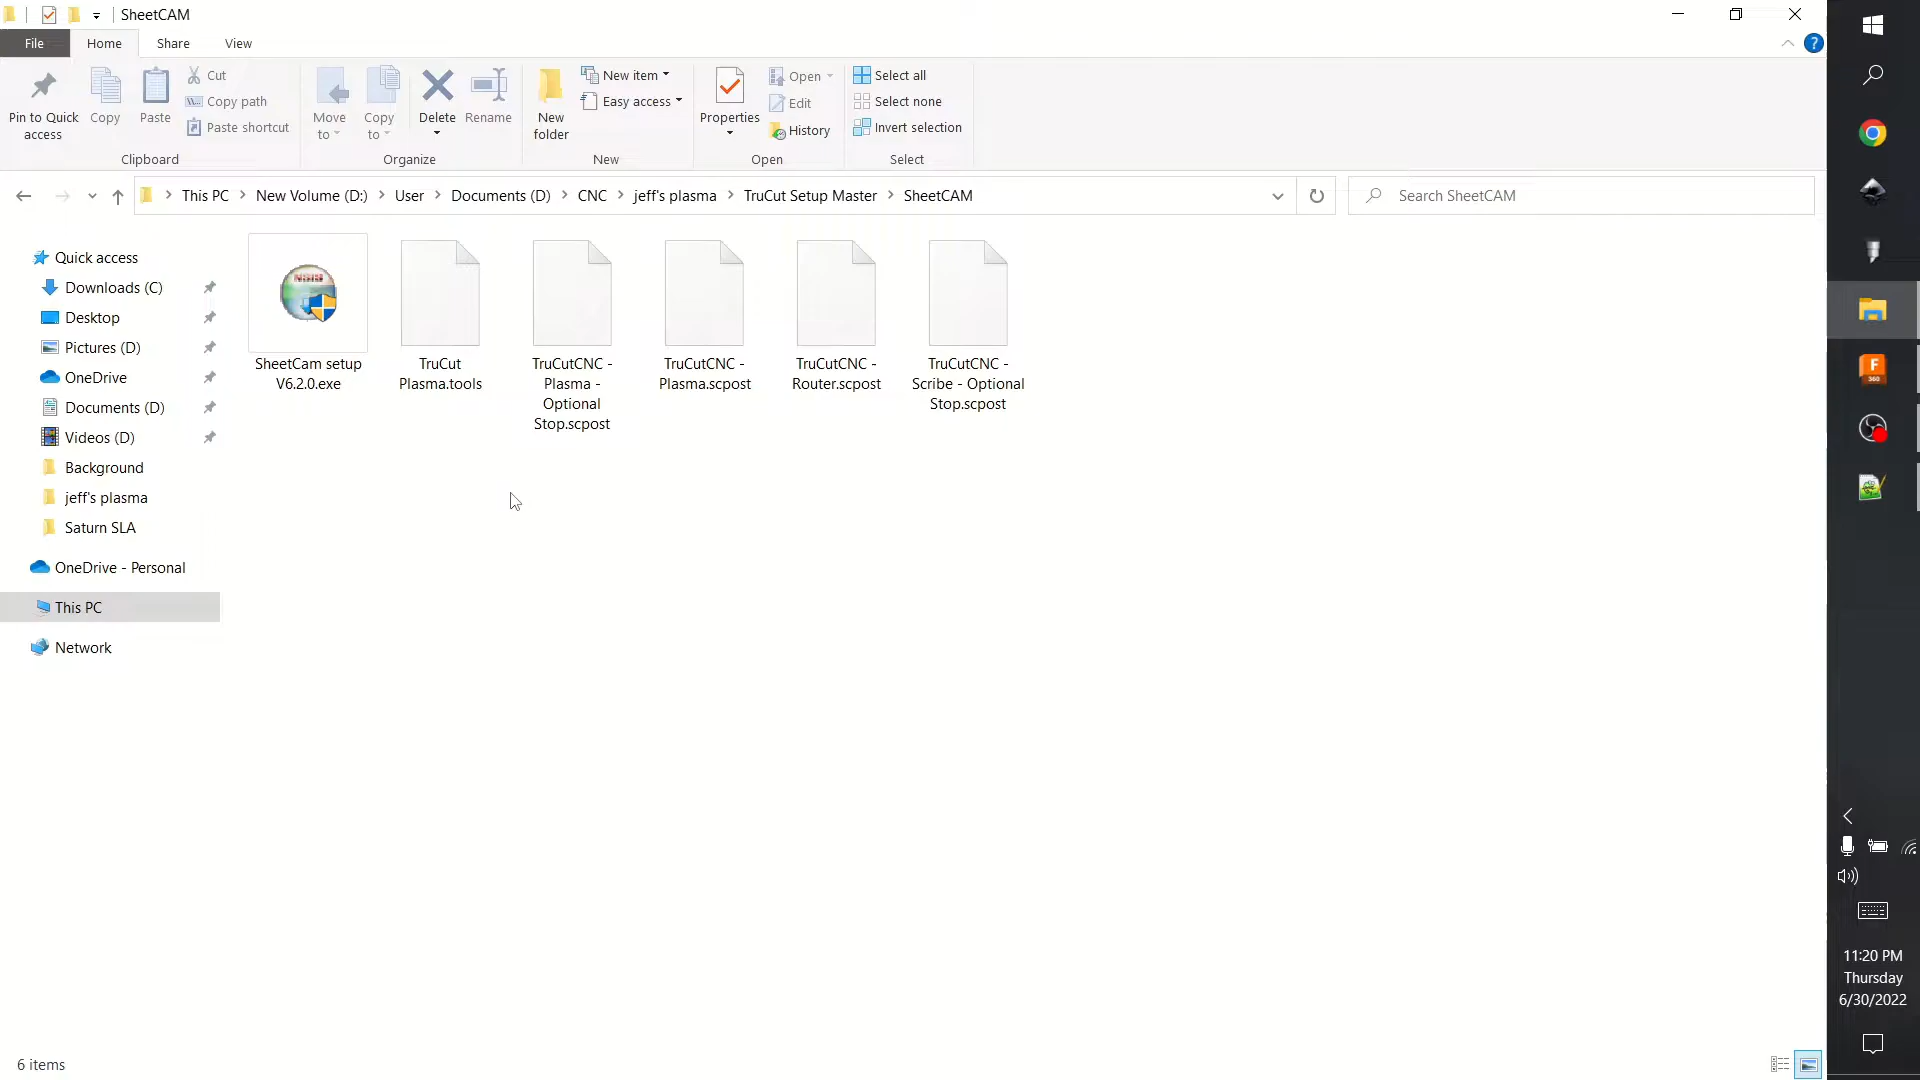 SheetCAM
File Home Share View
Pin to Quick access
Copy
Paste
Cut
Copy path
Paste shortcut
Clipboard
Move to
Copy to
Delete
Rename
Organize
New folder
New item
Easy access
New
Properties
Open
Edit
History
Open
Select all
Select none
Invert selection
Select
This PC > New Volume (D:) > User > Documents (D) > CNC > jeff's plasma > TruCut Setup Master > SheetCAM
Search SheetCAM
Quick access
Downloads (C)
Desktop
Pictures (D)
OneDrive
Documents (D)
Videos (D)
Background
jeff's plasma
Saturn SLA
OneDrive - Personal
This PC
Network
NSIS
SheetCam setup
V6.2.0.exe
TruCut
Plasma.tools
TruCutCNC -
Plasma -
Optional
Stop.scpost
TruCutCNC -
Plasma.scpost
TruCutCNC -
Router.scpost
TruCutCNC -
Scribe - Optional
Stop.scpost
F
360
11:20 PM
Thursday
6/30/2022
6 items